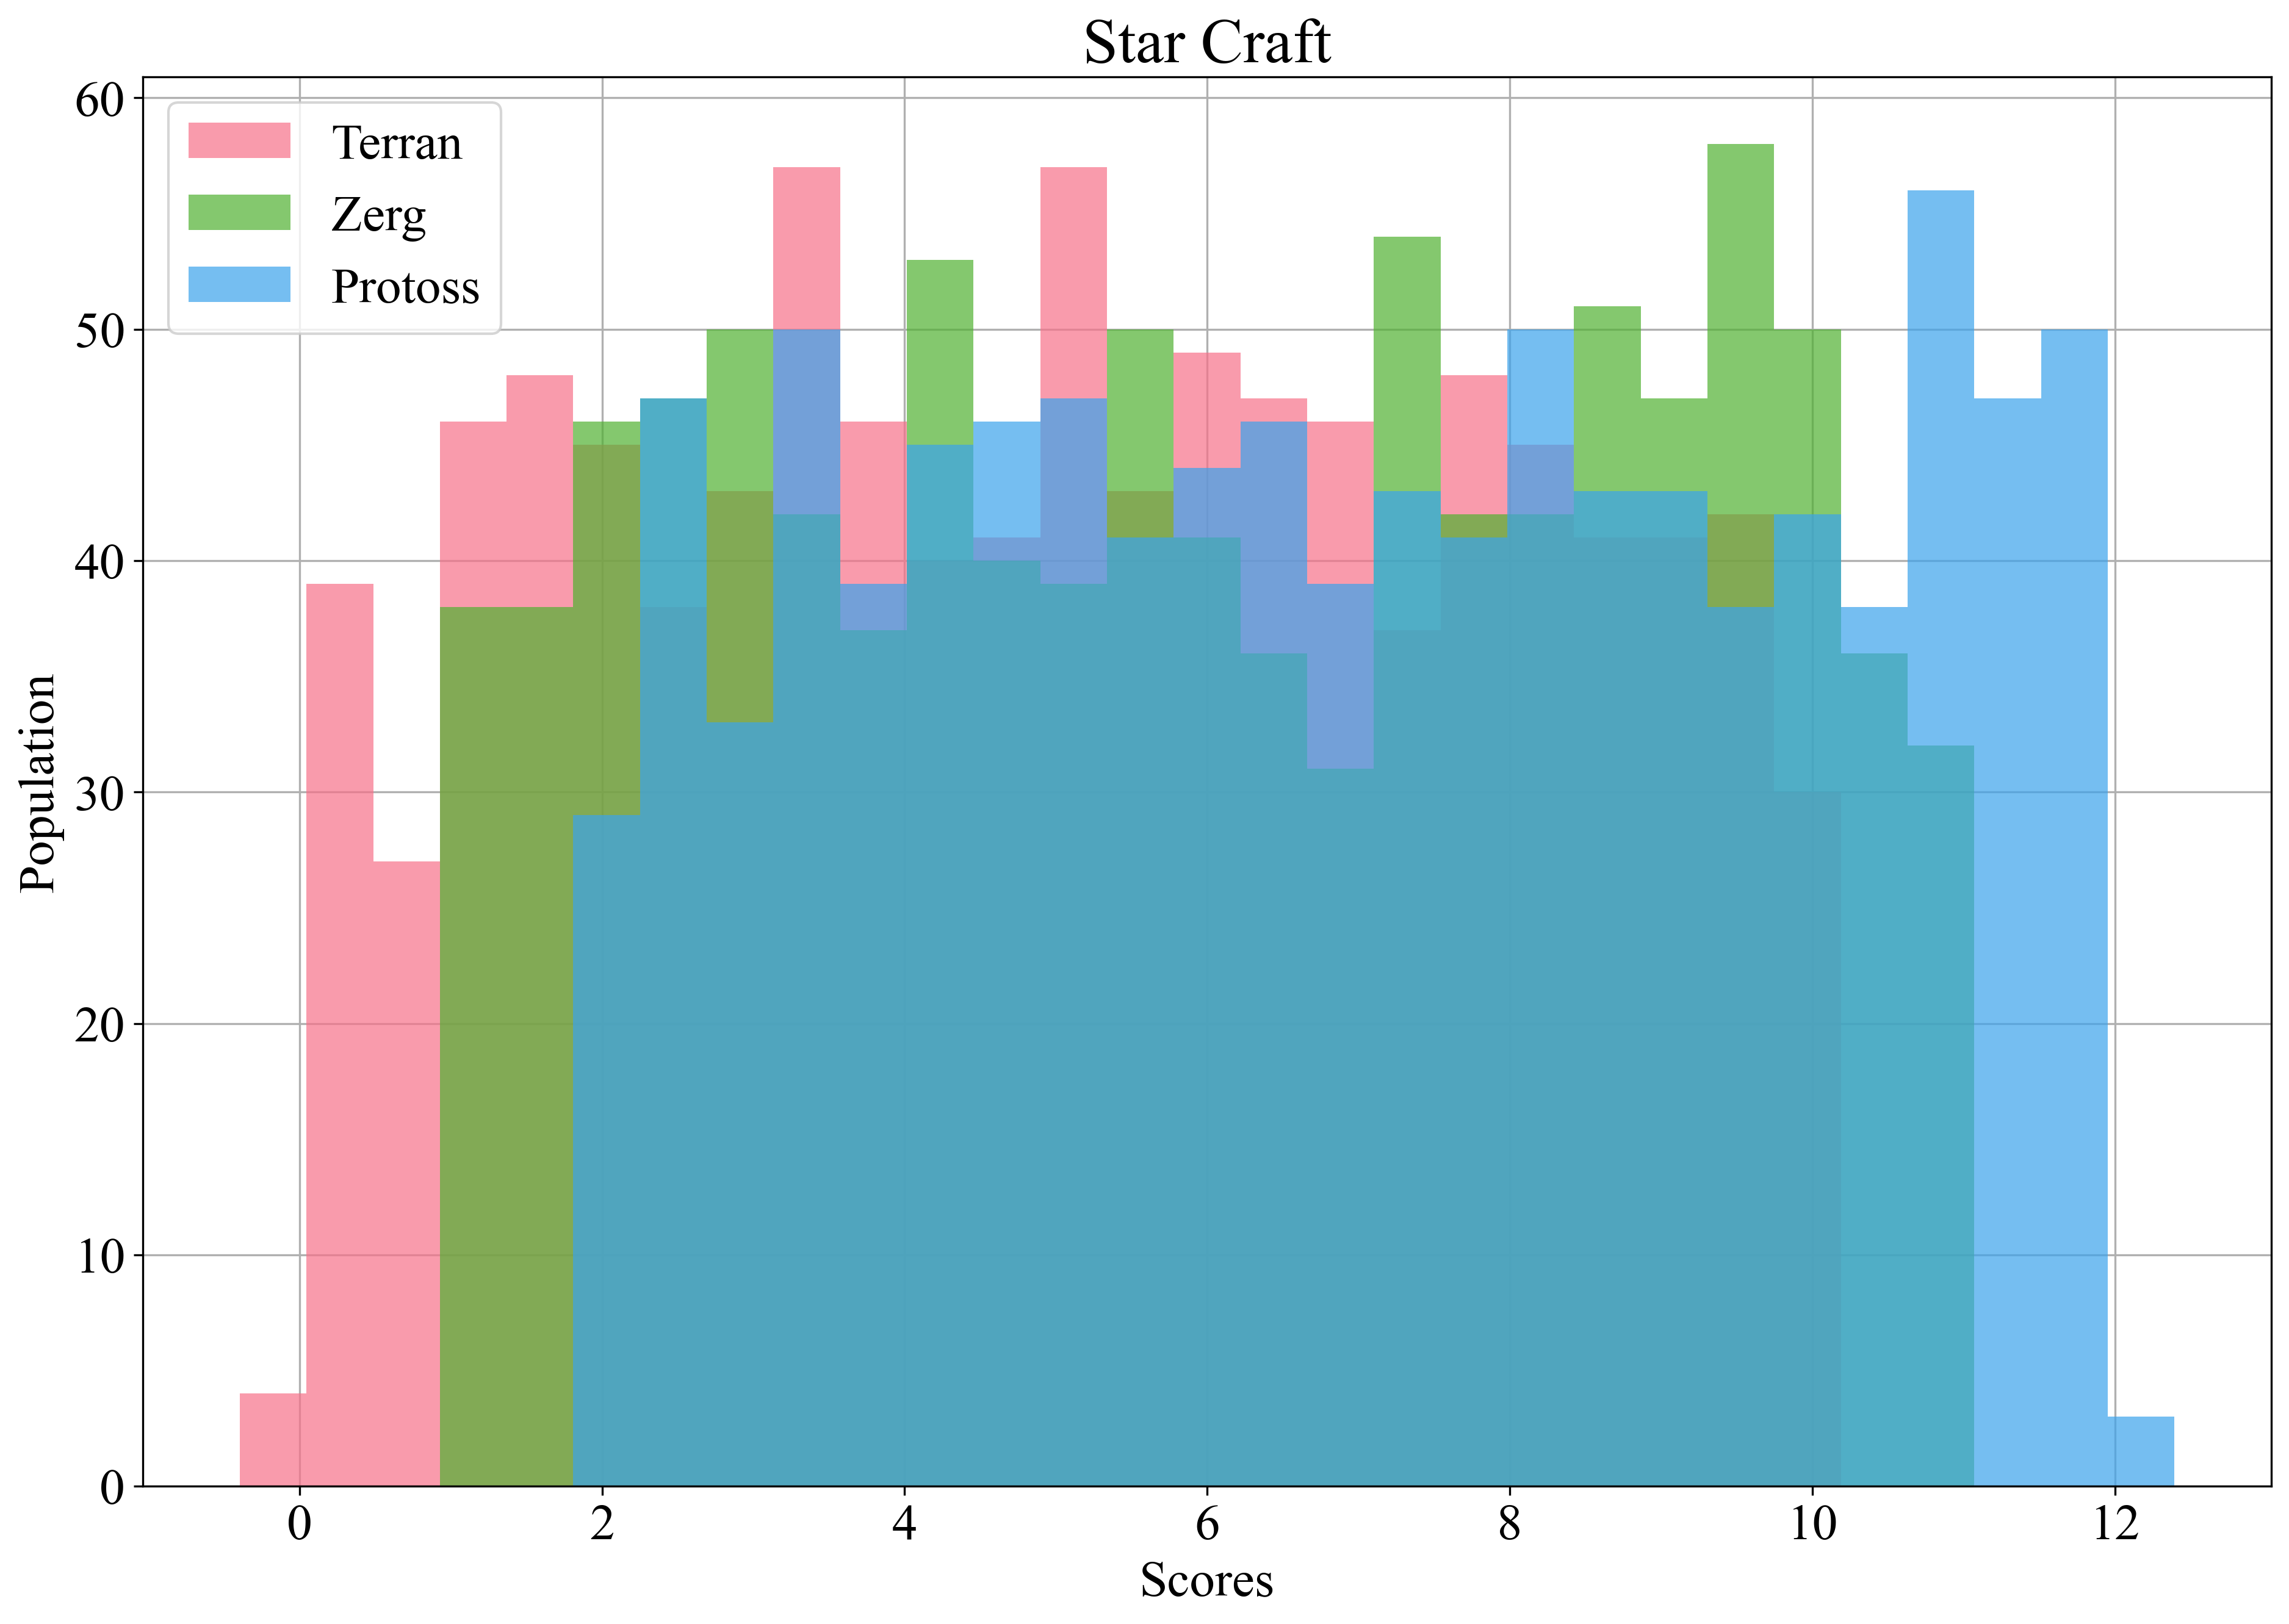 Star Craft
Terran
Zerg
Protoss
60
50
40
30
20
10
0
Population
0 2 4 6 8 10 12
Scores